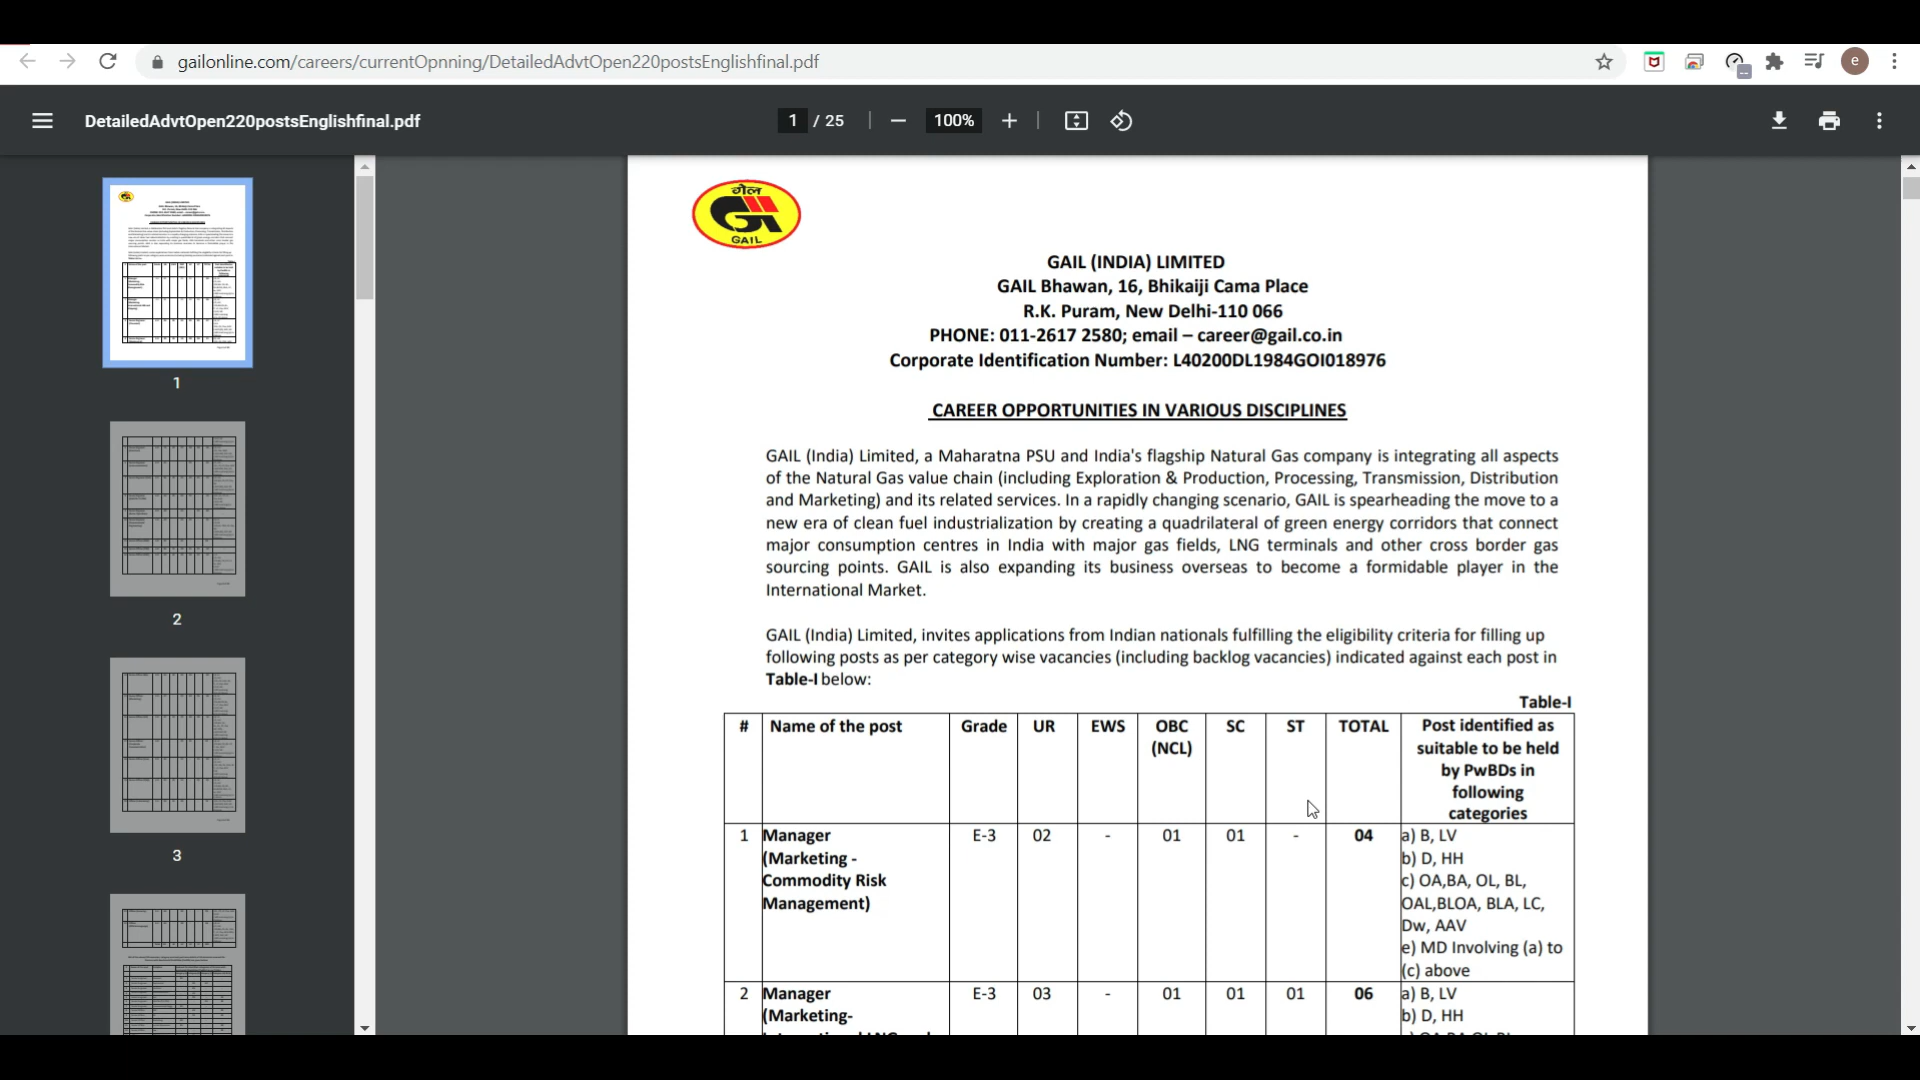 gailonline.com/careers/currentOpnning/DetailedAdvtOpen220postsEnglishfinal.pdf
e
DetailedAdvtOpen220postsEnglishfinal.pdf
1 / 25
100%
1
2
3
गेल
GAIL
GAIL (INDIA) LIMITED
GAIL Bhawan, 16, Bhikaiji Cama Place
R.K. Puram, New Delhi-110 066
PHONE: 011-2617 2580; email – career@gail.co.in
Corporate Identification Number: L40200DL1984GOI018976
CAREER OPPORTUNITIES IN VARIOUS DISCIPLINES
GAIL (India) Limited, a Maharatna PSU and India's flagship Natural Gas company is integrating all aspects
of the Natural Gas value chain (including Exploration & Production, Processing, Transmission, Distribution
and Marketing) and its related services. In a rapidly changing scenario, GAIL is spearheading the move to a
new era of clean fuel industrialization by creating a quadrilateral of green energy corridors that connect
major consumption centres in India with major gas fields, LNG terminals and other cross border gas
sourcing points. GAIL is also expanding its business overseas to become a formidable player in the
International Market.
GAIL (India) Limited, invites applications from Indian nationals fulfilling the eligibility criteria for filling up
following posts as per category wise vacancies (including backlog vacancies) indicated against each post in
Table-I below:
Table-I
# Name of the post Grade UR EWS OBC SC ST TOTAL Post identified as
(NCL) suitable to be held
by PwBDs in
following
categories
1 Manager E-3 02 - 01 01 - 04 a) B, LV
(Marketing - b) D, HH
Commodity Risk c) OA,BA, OL, BL,
Management) OAL,BLOA, BLA, LC,
Dw, AAV
e) MD Involving (a) to
(c) above
2 Manager E-3 03 - 01 01 01 06 a) B, LV
(Marketing- b) D, HH